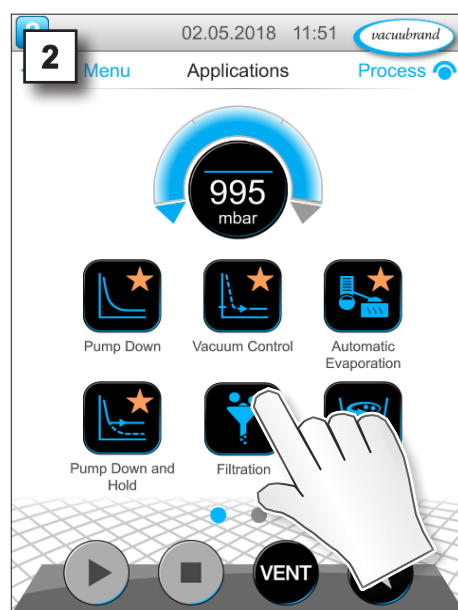 02.05.2018 11:51 vacuubrand
2
Menu Applications Process
995
mbar
Pump Down Vacuum Control Automatic
Evaporation
Pump Down and
Hold
Filtration
VENT